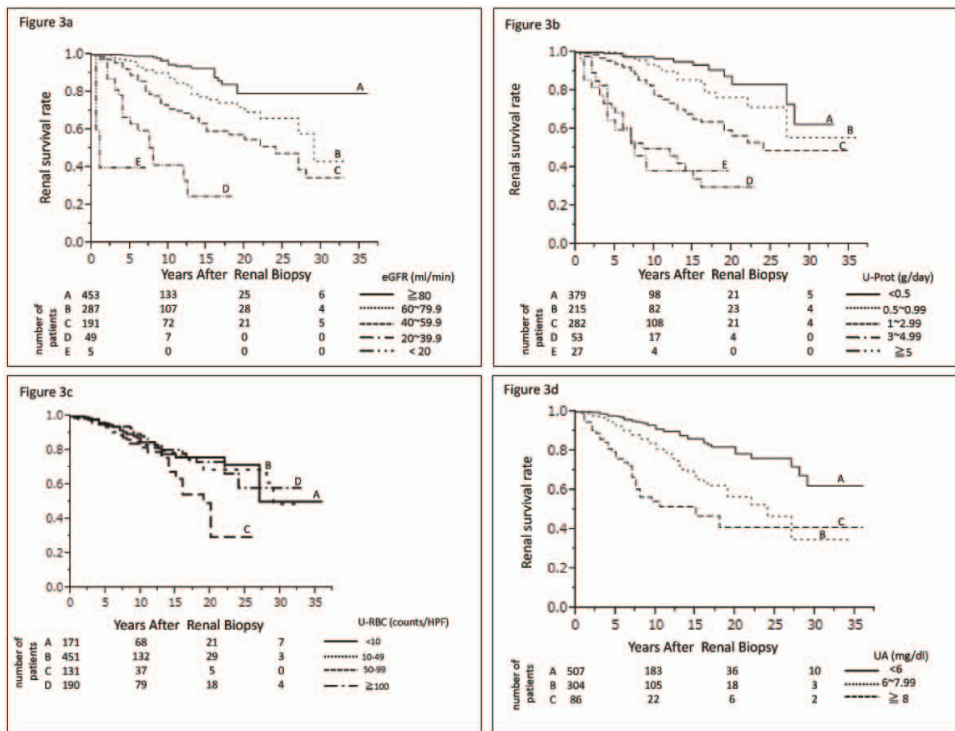 Figure 3a
Renal survival rate
1.0
0.8
0.6
0.4
0.2
0.0
A
B
C
D
E
0 5 10 15 20 25 30 35
Years After Renal Biopsy
eGFR (ml/min)
number of patients
A 453 133 25 6 ≧80
B 287 107 28 4 60~79.9
C 191 72 21 5 40~59.9
D 49 7 0 0 20~39.9
E 5 0 0 0 < 20
Figure 3b
Renal survival rate
1.0
0.8
0.6
0.4
0.2
0.0
A
B
C
E
D
0 5 10 15 20 25 30 35
Years After Renal Biopsy
U-Prot (g/day)
number of patients
A 379 98 21 5 <0.5
B 215 82 23 4 0.5~0.99
C 282 108 21 4 1~2.99
D 53 17 4 0 3~4.99
E 27 4 0 0 ≧5
Figure 3c
Renal survival rate
1.0
0.8
0.6
0.4
0.2
0.0
B
D
A
C
0 5 10 15 20 25 30 35
Years After Renal Biopsy
U-RBC (counts/HPF)
number of patients
A 171 68 21 7 <10
B 451 132 29 3 10-49
C 131 37 5 0 50-99
D 190 79 18 4 ≧100
Figure 3d
Renal survival rate
1.0
0.8
0.6
0.4
0.2
0.0
A
C
B
0 5 10 15 20 25 30 35
Years After Renal Biopsy
UA (mg/dl)
number of patients
A 507 183 36 10 <6
B 304 105 18 3 6~7.99
C 86 22 6 2 ≧ 8